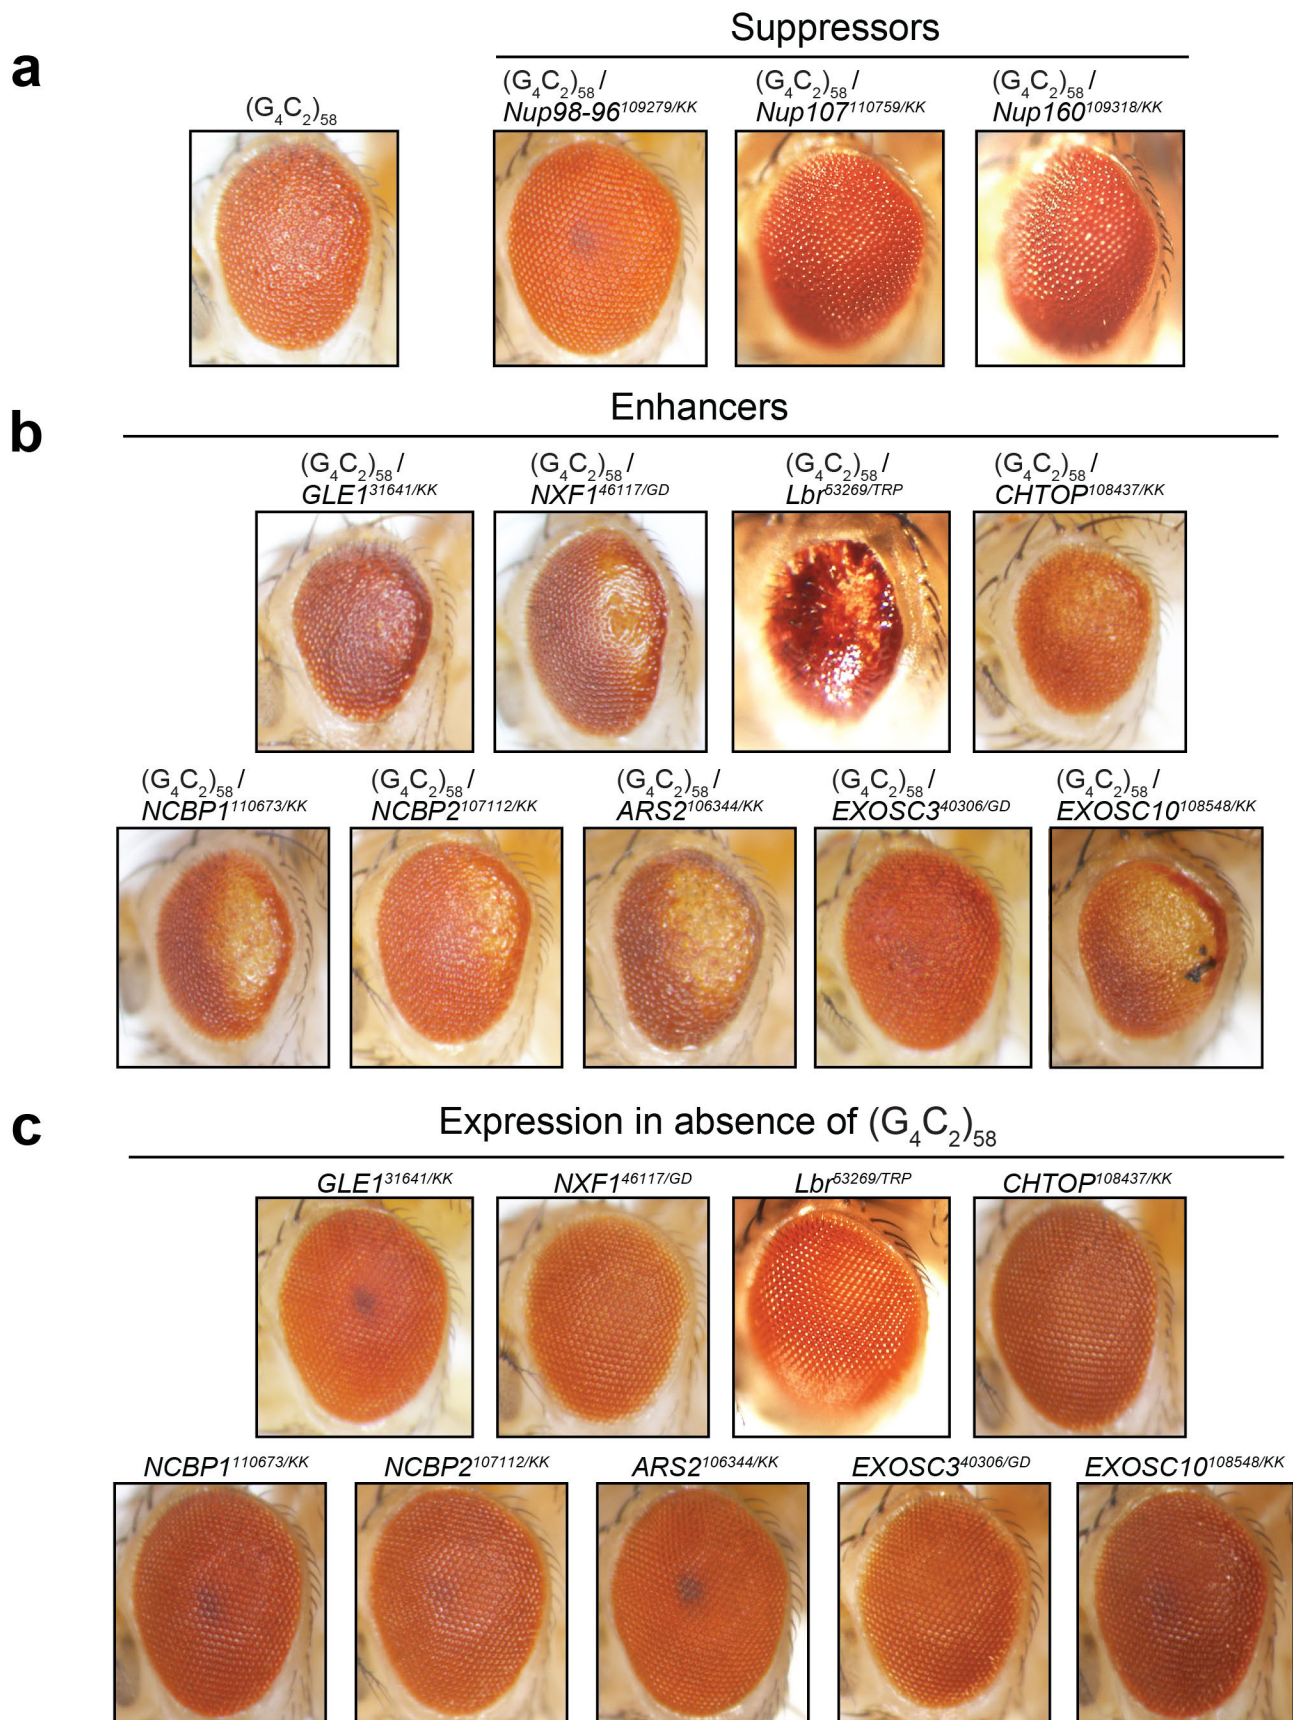 a
Suppressors
(G4C2)58
(G4C2)58 / (G4C2)58 / (G4C2)58 /
Nup98-96109279/KK Nup107110759/KK Nup160109318/KK
b
Enhancers
(G4C2)58 / (G4C2)58 / (G4C2)58 / (G4C2)58 /
GLE131641/KK NXF146117/GD Lbr53269/TRP CHTOP108437/KK
(G4C2)58 / (G4C2)58 / (G4C2)58 / (G4C2)58 / (G4C2)58 /
NCBP1110673/KK NCBP2107112/KK ARS2106344/KK EXOSC340306/GD EXOSC10108548/KK
c
Expression in absence of (G4C2)58
GLE131641/KK NXF146117/GD Lbr53269/TRP CHTOP108437/KK
NCBP1110673/KK NCBP2107112/KK ARS2106344/KK EXOSC340306/GD EXOSC10108548/KK